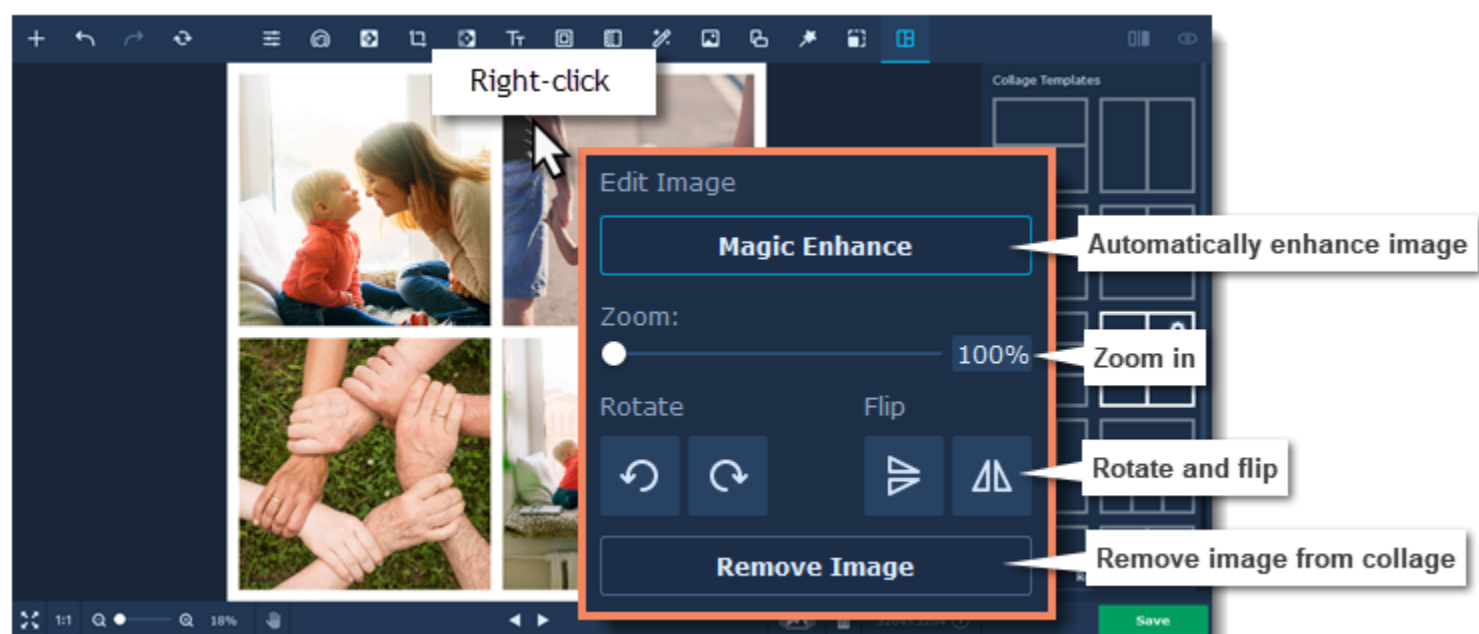 Right-click
Collage Templates
Edit Image
Magic Enhance
Automatically enhance image
Zoom:
100%
Zoom in
Rotate
Flip
Rotate and flip
Remove Image
Remove image from collage
1:1
18%
Save